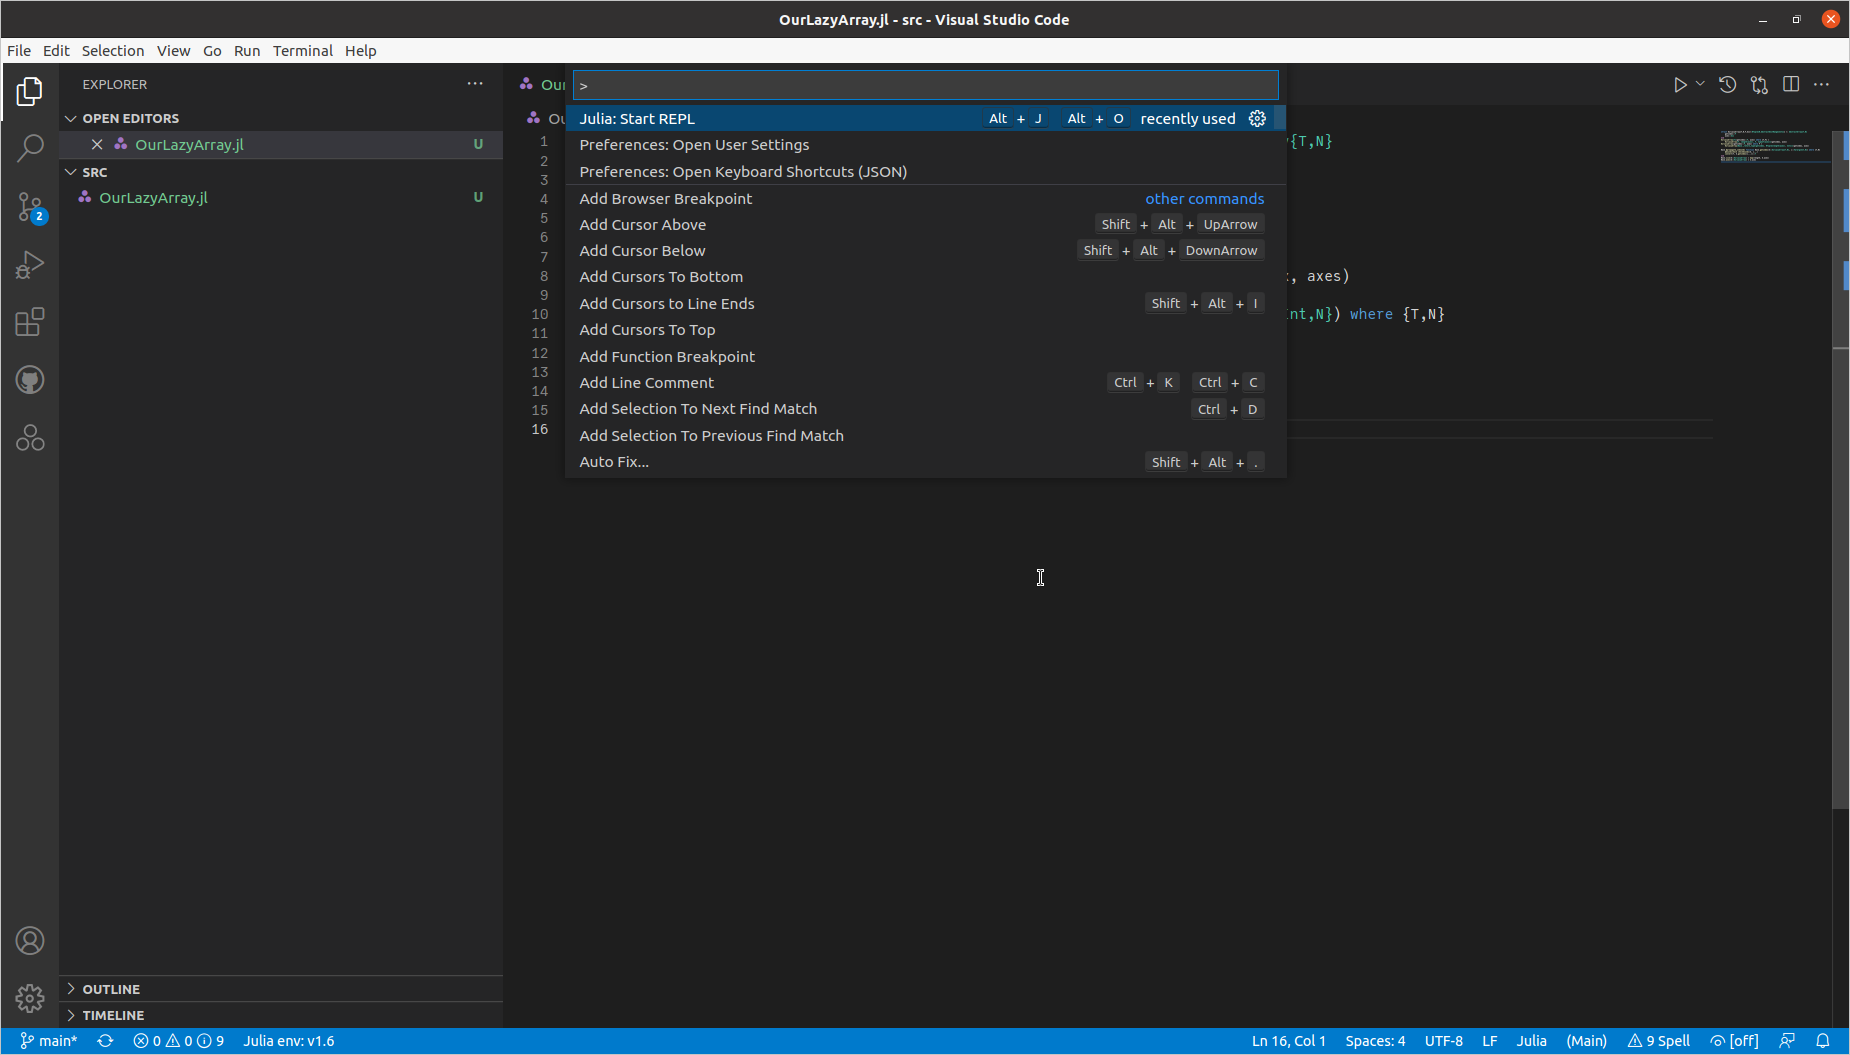 OurLazyArray.jl - src - Visual Studio Code
File Edit Selection View Go Run Terminal Help
EXPLORER
OPEN EDITORS
OurLazyArray.jl U
SRC
OurLazyArray.jl U
2
OUTLINE
TIMELINE
>
Julia: Start REPL Alt + J Alt + O recently used
Preferences: Open User Settings
Preferences: Open Keyboard Shortcuts (JSON)
Add Browser Breakpoint other commands
Add Cursor Above Shift + Alt + UpArrow
Add Cursor Below Shift + Alt + DownArrow
Add Cursors To Bottom
Add Cursors to Line Ends Shift + Alt + I
Add Cursors To Top
Add Function Breakpoint
Add Line Comment Ctrl + K Ctrl + C
Add Selection To Next Find Match Ctrl + D
Add Selection To Previous Find Match
Auto Fix... Shift + Alt + .
Our
Ou
1 {T,N}
2
3
4
5
6
7
8 , axes)
9
10 nt,N}) where {T,N}
11
12
13
14
15
16
main* 0 0 9 Julia env: v1.6 Ln 16, Col 1 Spaces: 4 UTF-8 LF Julia (Main) 9 Spell [off]